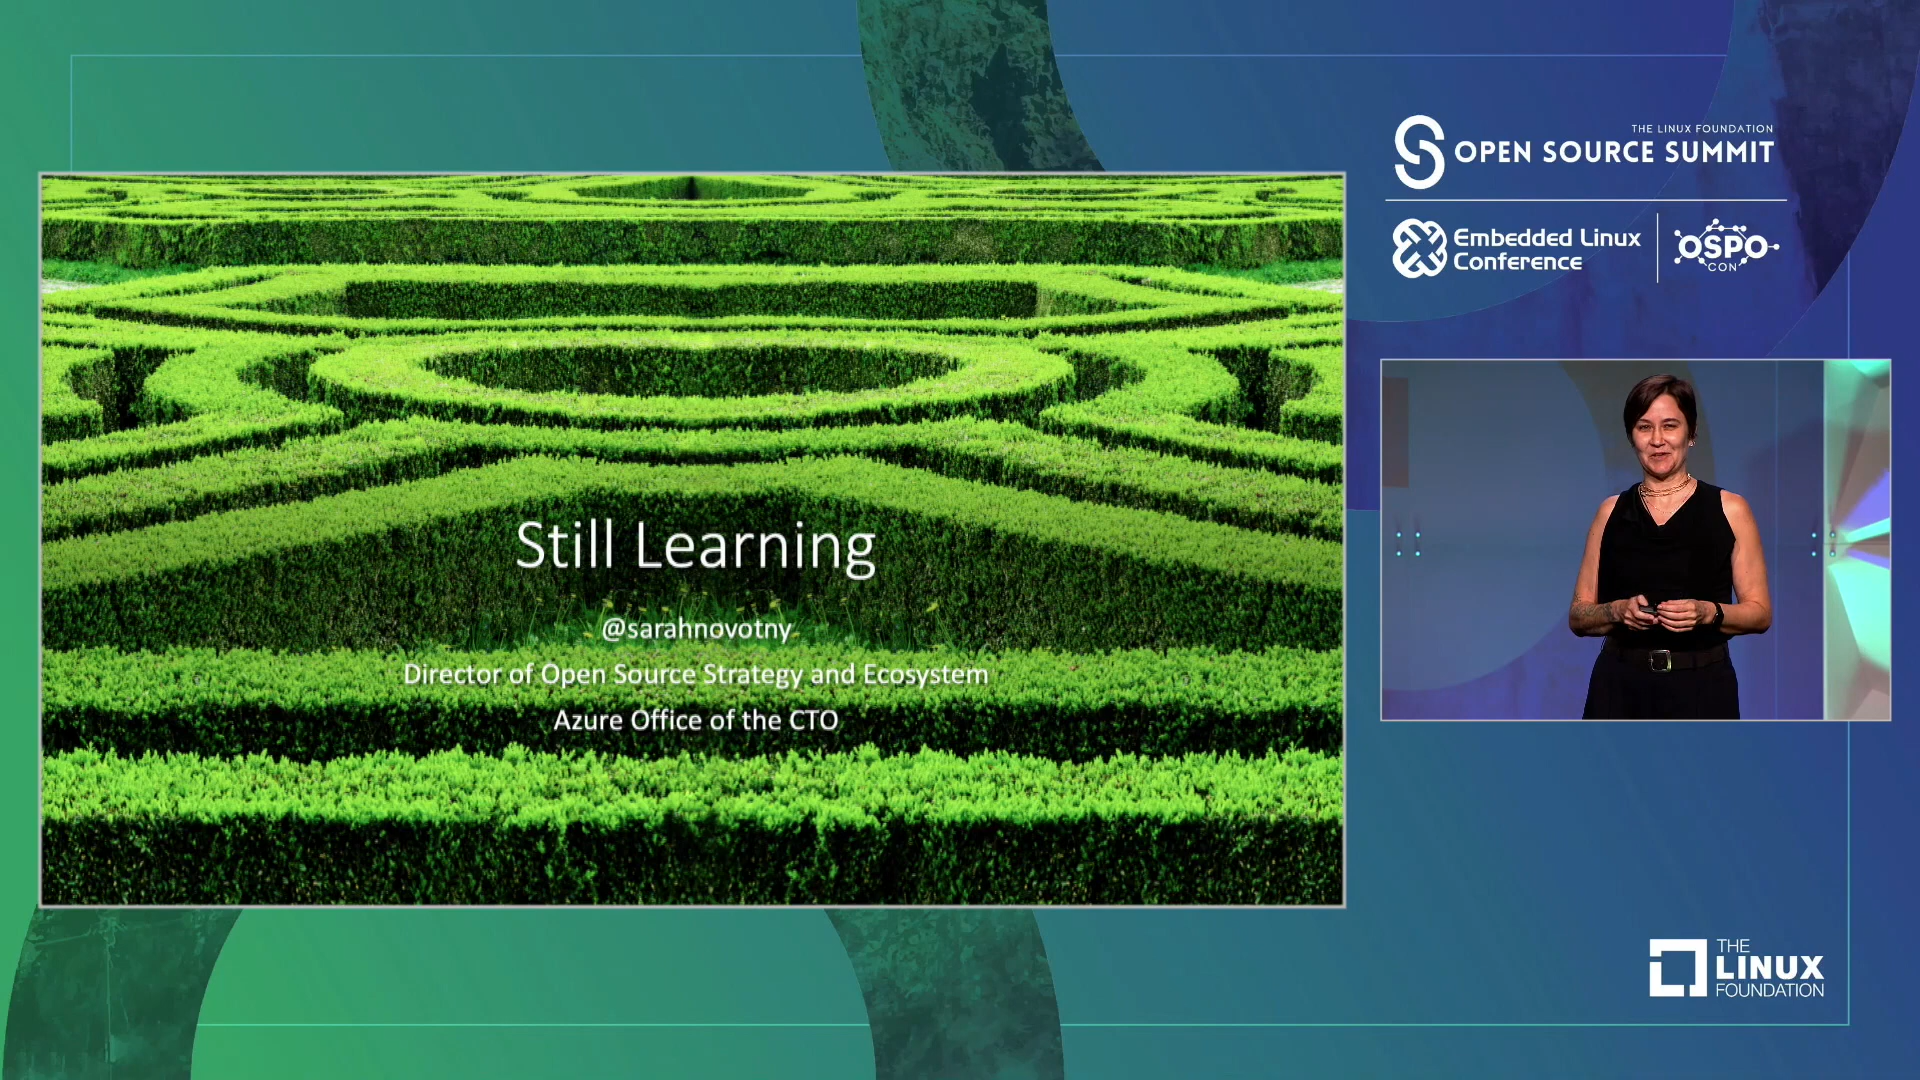 Still Learning
@sarahnovotny
Director of Open Source Strategy and Ecosystem
Azure Office of the CTO
THE LINUX FOUNDATION
OPEN SOURCE SUMMIT
Embedded Linux
Conference
OSPO
CON
THE
LINUX
FOUNDATION